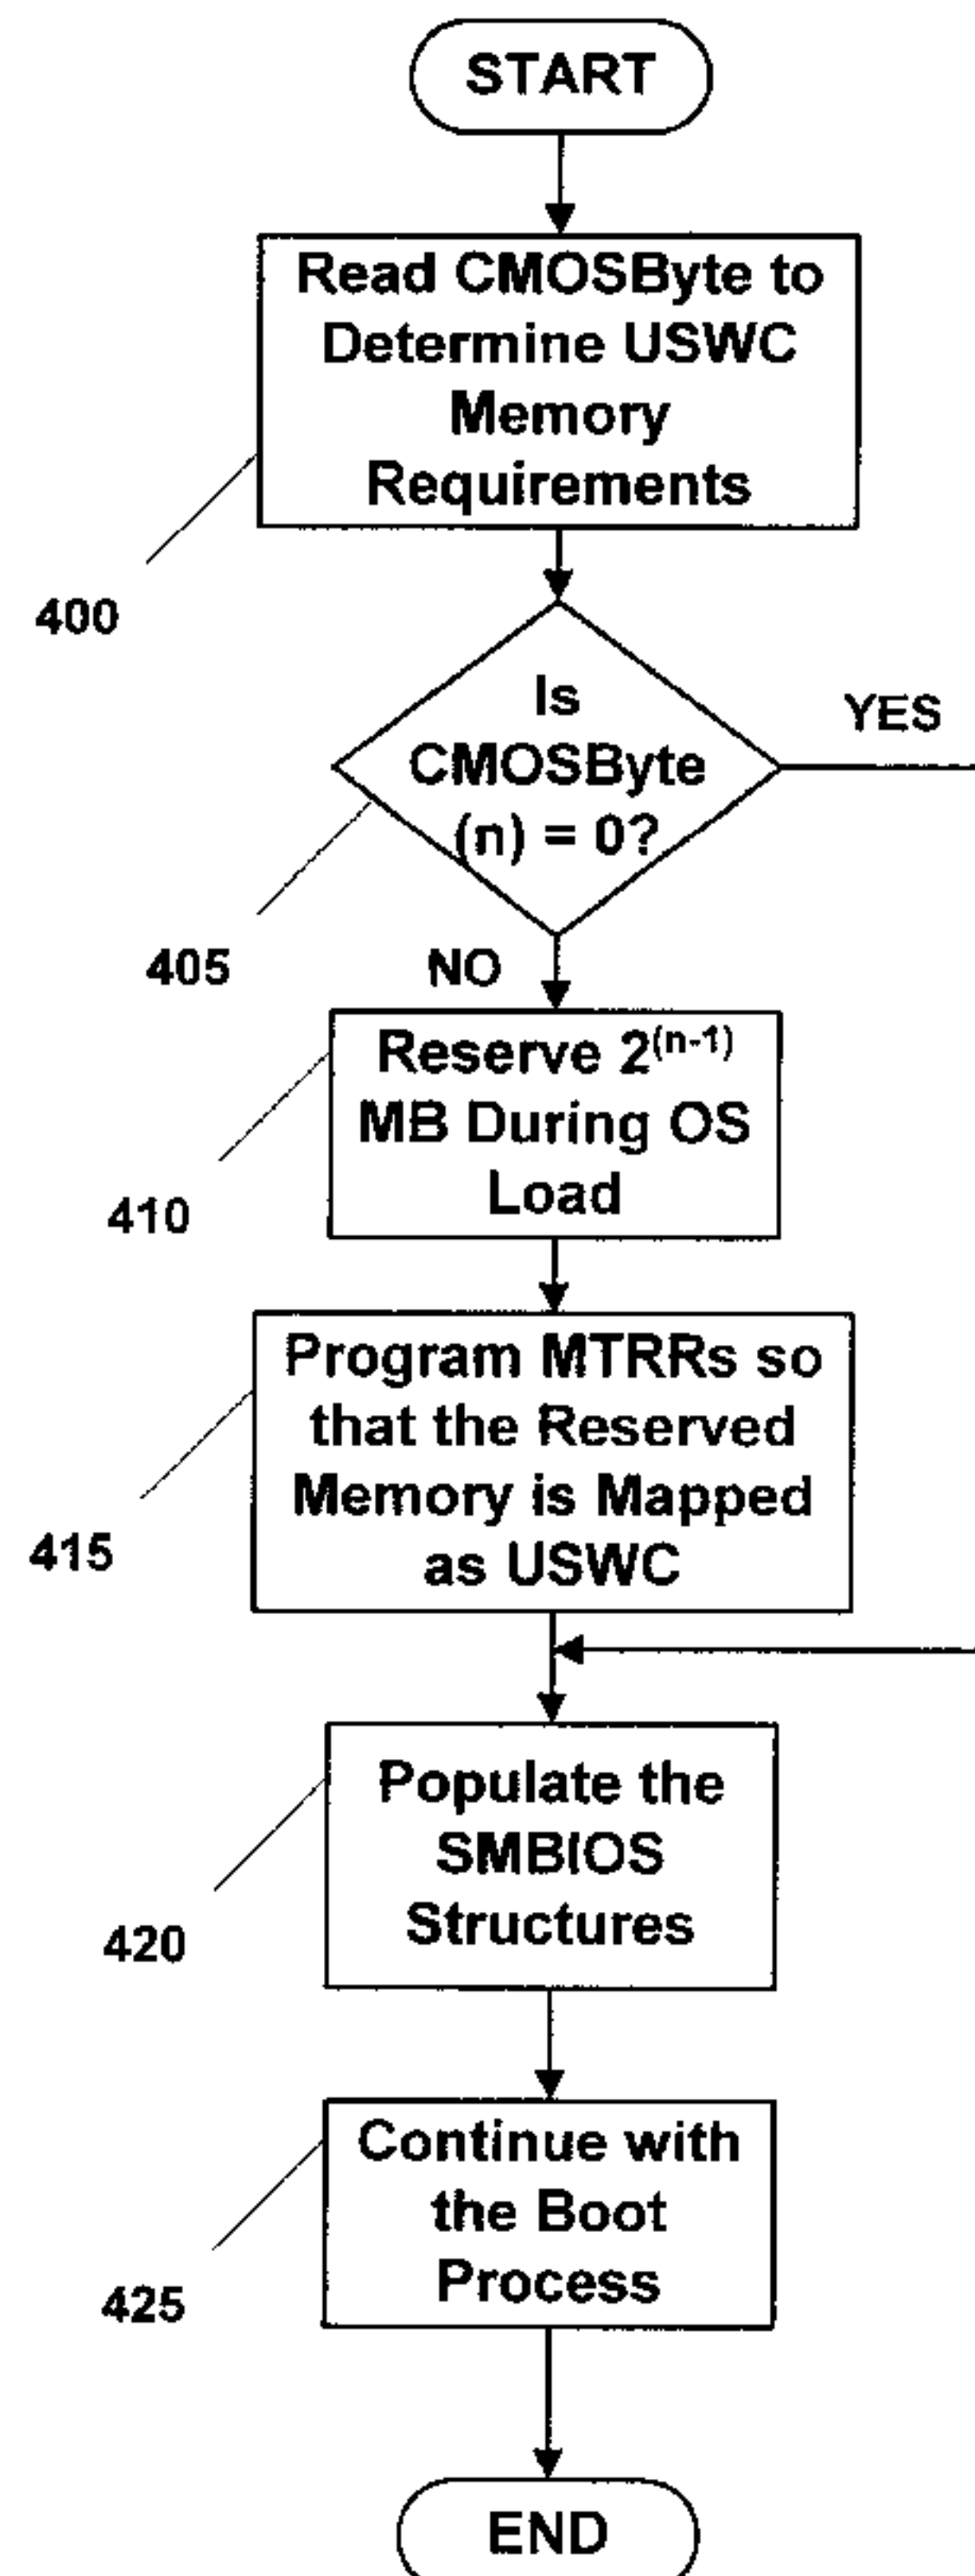 START
Read CMOSByte to
Determine USWC
Memory
Requirements
400
Is
CMOSByte
(n) = 0?
YES
405
NO
Reserve 2^(n-1)
MB During OS
Load
410
Program MTRRs so
that the Reserved
Memory is Mapped
as USWC
415
Populate the
SMBIOS
Structures
420
Continue with
the Boot
Process
425
END